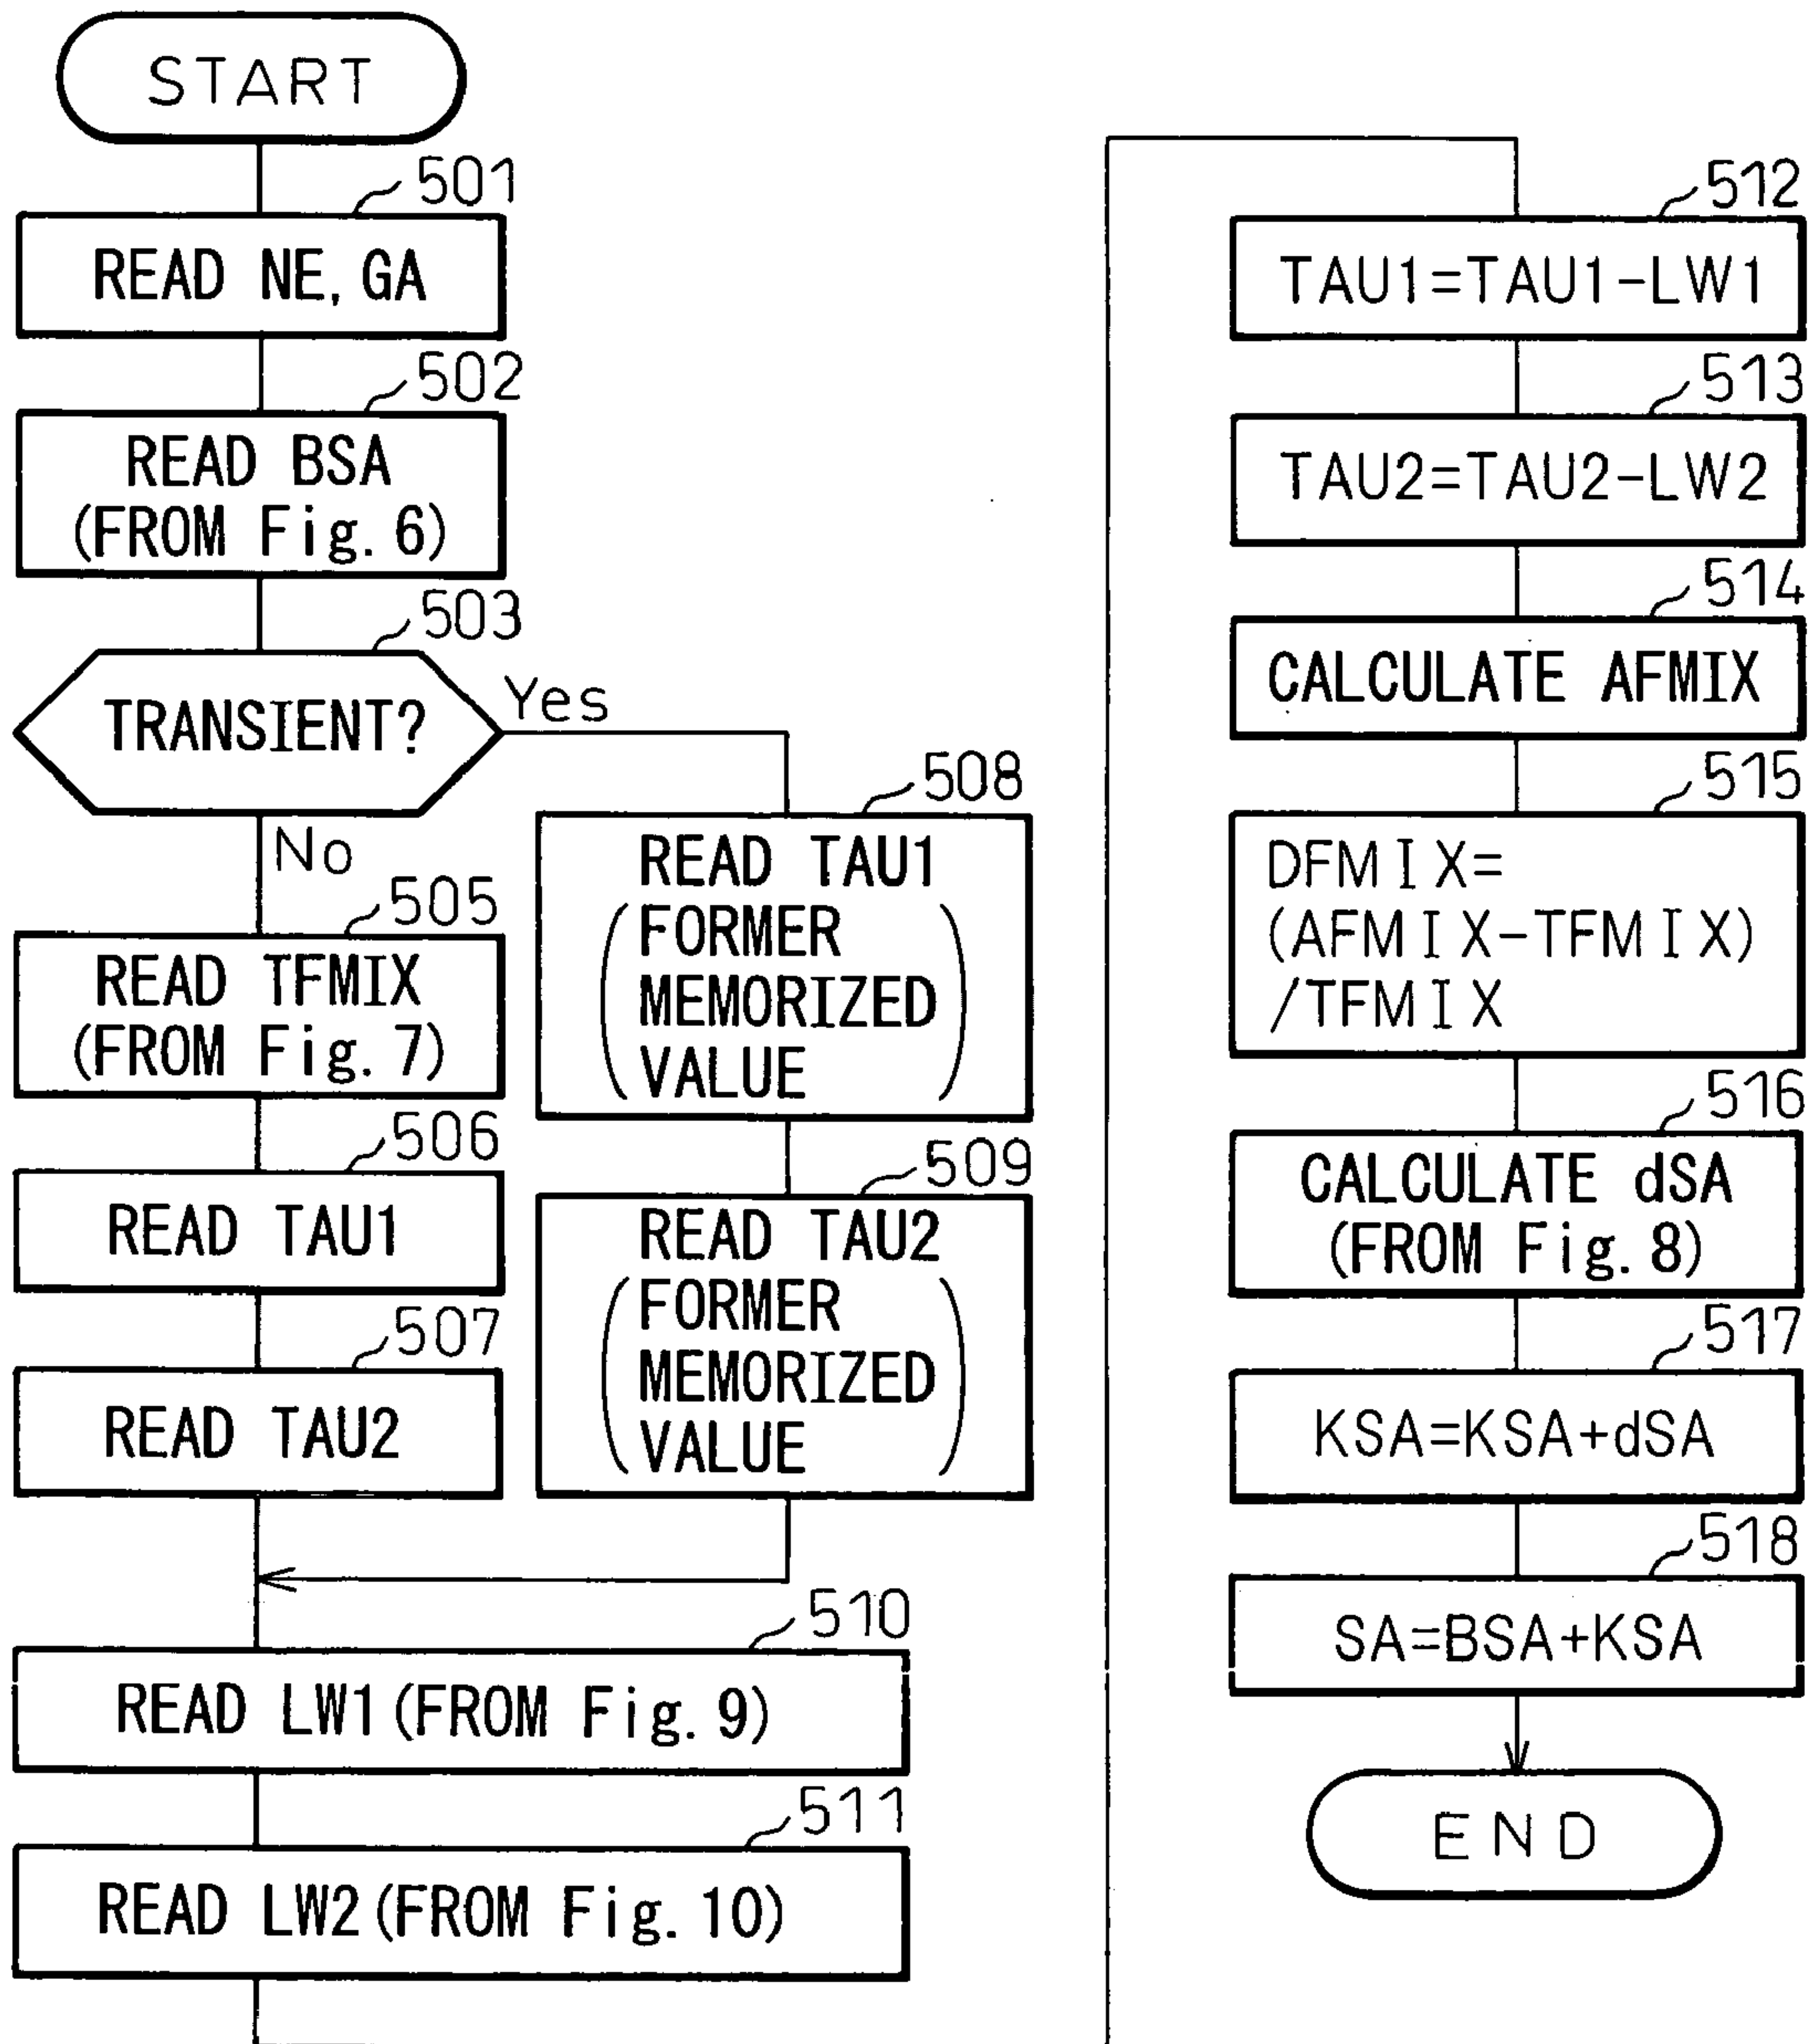 START
501
READ NE, GA
502
READ BSA
(FROM Fig. 6)
503
TRANSIENT?
Yes
No
505
READ TFMIX
(FROM Fig. 7)
506
READ TAU1
507
READ TAU2
508
READ TAU1
(FORMER
MEMORIZED
VALUE)
509
READ TAU2
(FORMER
MEMORIZED
VALUE)
510
READ LW1 (FROM Fig. 9)
511
READ LW2 (FROM Fig. 10)
512
TAU1=TAU1-LW1
513
TAU2=TAU2-LW2
514
CALCULATE AFMIX
515
DFMIX=
(AFMIX-TFMIX)
/TFMIX
516
CALCULATE dSA
(FROM Fig. 8)
517
KSA=KSA+dSA
518
SA=BSA+KSA
END